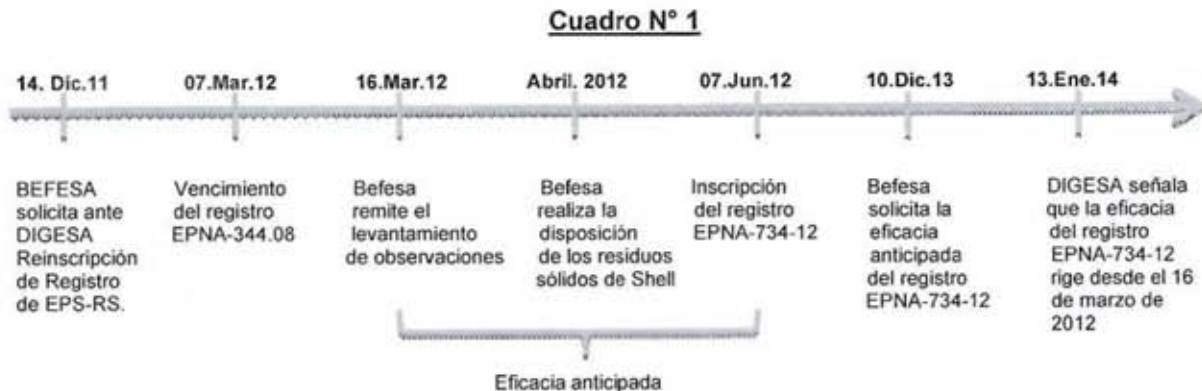 Cuadro N° 1
14. Dic.11
07.Mar.12
16.Mar.12
Abril. 2012
07.Jun.12
10.Dic.13
13.Ene.14
BEFESA
solicita ante
DIGESA
Reinscripción
de Registro
de EPS-RS.
Vencimiento
del registro
EPNA-344.08
Befesa
remite el
levantamiento
de observaciones
Befesa
realiza la
disposición
de los residuos
sólidos de Shell
Inscripción
del registro
EPNA-734-12
Befesa
solicita la
eficacia
anticipada
del registro
EPNA-734-12
DIGESA señala
que la eficacia
del registro
EPNA-734-12
rige desde el 16
de marzo de
2012
Eficacia anticipada